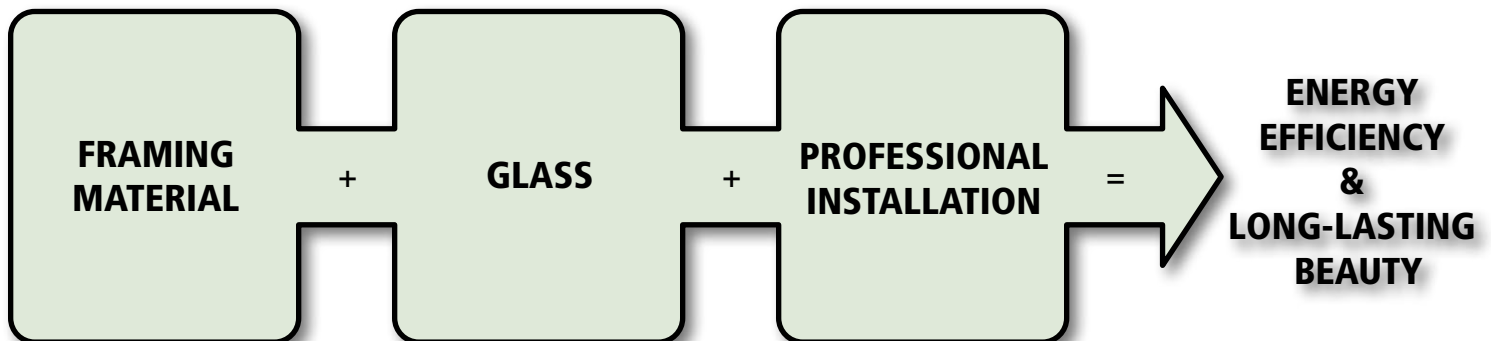 FRAMING
MATERIAL
+
GLASS
+
PROFESSIONAL
INSTALLATION
=
ENERGY
EFFICIENCY
&
LONG-LASTING
BEAUTY